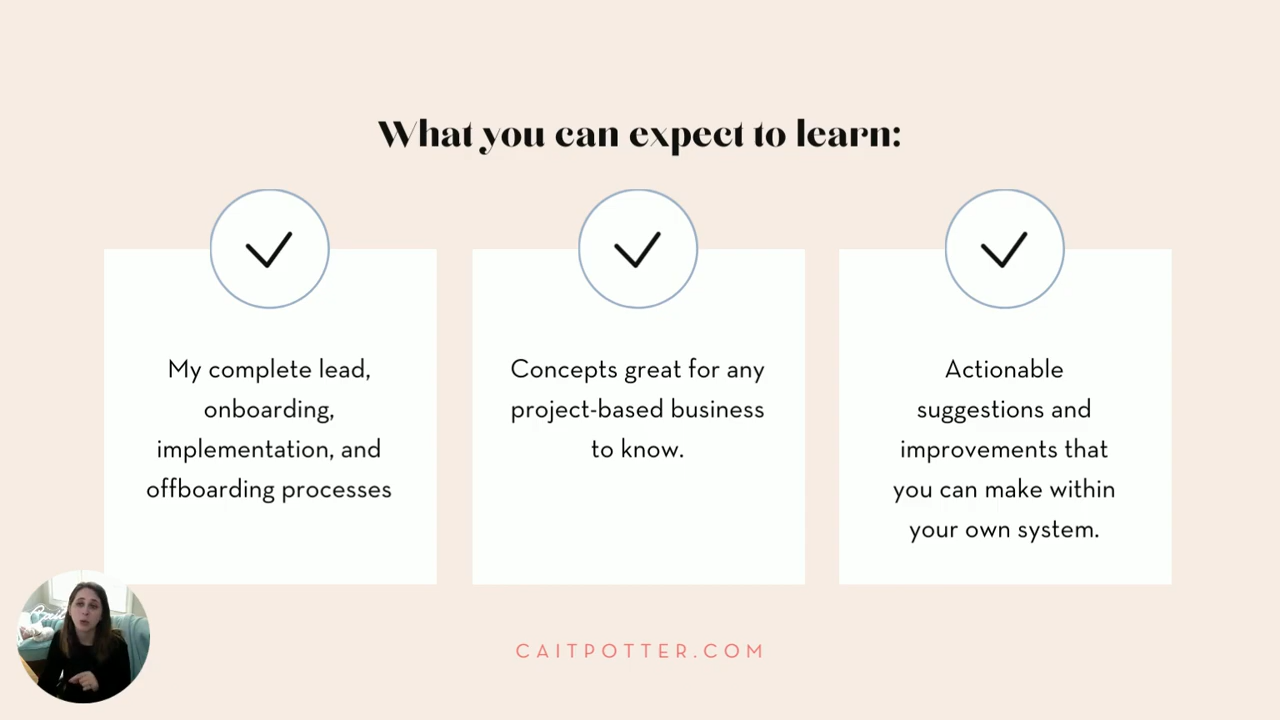 What you can expect to learn:
My complete lead,
onboarding,
implementation, and
offboarding processes
Concepts great for any
project-based business
to know.
Actionable
suggestions and
improvements that
you can make within
your own system.
CAITPOTTER.COM